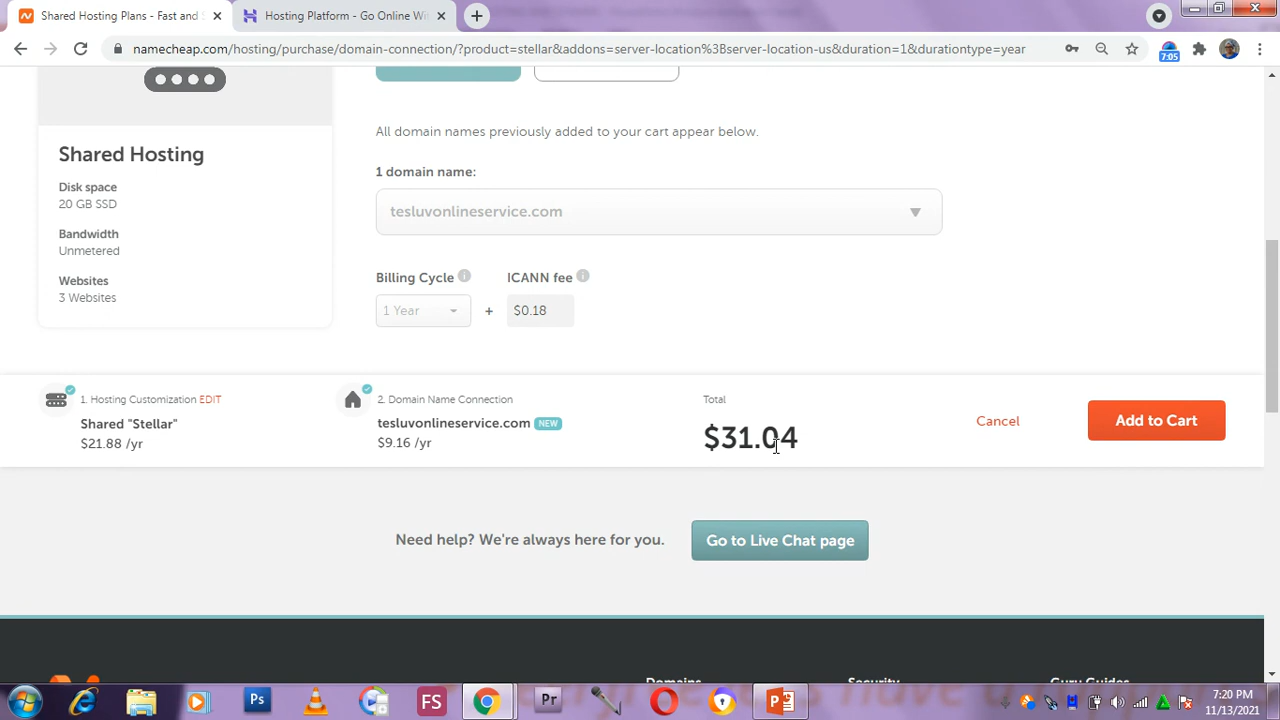 Shared Hosting Plans - Fast and S
Hosting Platform - Go Online Wi
namecheap.com/hosting/purchase/domain-connection/?product=stellar&addons=server-location%3Bserver-location-us&duration=1&durationtype=year
7:05
All domain names previously added to your cart appear below.
Shared Hosting
1 domain name:
Disk space
20 GB SSD
tesluvonlineservice.com
Bandwidth
Unmetered
Websites
3 Websites
Billing Cycle
ICANN fee
1 Year
+
$0.18
1. Hosting Customization EDIT
Shared "Stellar"
$21.88 /yr
2. Domain Name Connection
tesluvonlineservice.com NEW
$9.16 /yr
Total
$31.04
Cancel
Add to Cart
Need help? We're always here for you.
Go to Live Chat page
Domains
Security
Guru Guides
Ps
FS
Pr
7:20 PM
11/13/2021